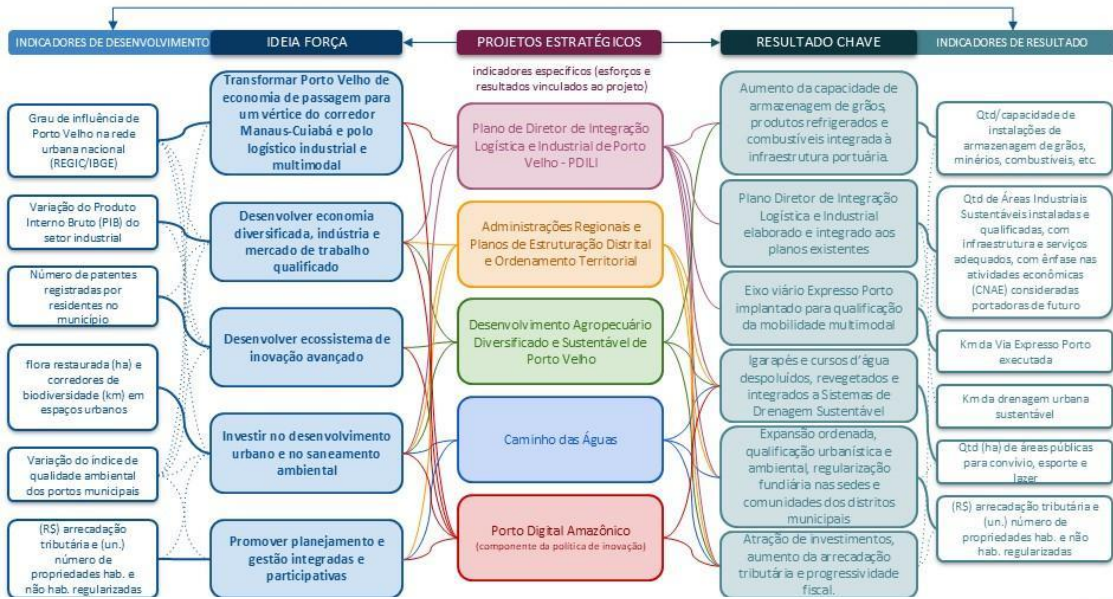 INDICADORES DE DESENVOLVIMENTO
IDEIA FORÇA
PROJETOS ESTRATÉGICOS
RESULTADO CHAVE
INDICADORES DE RESULTADO
Grau de influência de
Porto Velho na rede
urbana nacional
(REGIC/IBGE)
Variação do Produto
Interno Bruto (PIB) do
setor industrial
Número de patentes
registradas por
residentes no
município
flora restaurada (ha) e
corredores de
biodiversidade (km) em
espaços urbanos
Variação do índice de
qualidade ambiental
dos portos municipais
(R$) arrecadação
tributária e (un.)
número de
propriedades hab. e
não hab. regularizadas
Transformar Porto Velho de
economia de passagem para
um vértice do corredor
Manaus-Cuiabá e polo
logístico industrial e
multimodal
Desenvolver economia
diversificada, indústria e
mercado de trabalho
qualificado
Desenvolver ecossistema de
inovação avançado
Investir no desenvolvimento
urbano e no saneamento
ambiental
Promover planejamento e
gestão integradas e
participativas
indicadores específicos (esforços e
resultados vinculados ao projeto)
Plano de Diretor de Integração
Logística e Industrial de Porto
Velho - PDILI
Administrações Regionais e
Planos de Estruturação Distrital
e Ordenamento Territorial
Desenvolvimento Agropecuário
Diversificado e Sustentável de
Porto Velho
Caminho das Águas
Porto Digital Amazônico
(componente da política de inovação)
Aumento da capacidade de
armazenagem de grãos,
produtos refrigerados e
combustíveis integrada à
infraestrutura portuária.
Plano Diretor de Integração
Logística e Industrial
elaborado e integrado aos
planos existentes
Eixo viário Expresso Porto
implantado para qualificação
da mobilidade multimodal
Igarapés e cursos d'água
despoluídos, revegetados e
integrados a Sistemas de
Drenagem Sustentável
Expansão ordenada,
qualificação urbanística e
ambiental, regularização
fundiária nas sedes e
comunidades dos distritos
municipais
Atração de investimentos,
aumento da arrecadação
tributária e progressividade
fiscal.
Qtd/capacidade de
instalações de
armazenagem de grãos,
minérios, combustíveis, etc.
Qtd de Áreas Industriais
Sustentáveis instaladas e
qualificadas, com
infraestrutura e serviços
adequados, com ênfase nas
atividades econômicas
(CNAE) consideradas
portadoras de futuro
Km da Via Expresso Porto
executada
Km da drenagem urbana
sustentável
Qtd (ha) de áreas públicas
para convívio, esporte e
lazer
(R$) arrecadação tributária e
(un.) número de
propriedades hab. e não
hab. regularizadas